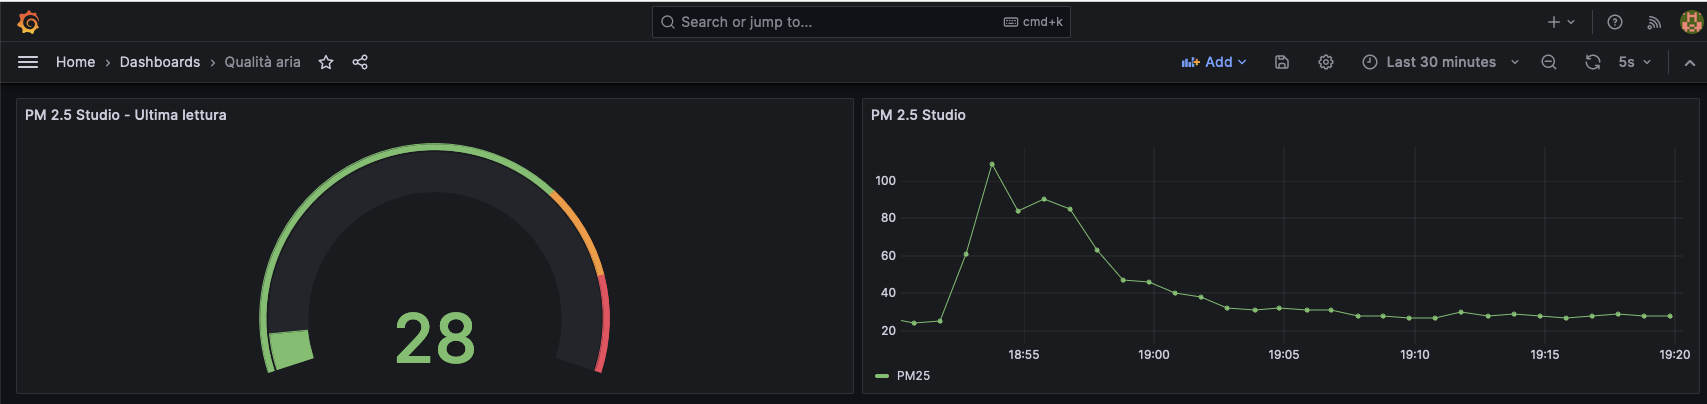 Search or jump to... cmd+k
Home > Dashboards > Qualità aria
Add
Last 30 minutes
5s
PM 2.5 Studio - Ultima lettura
28
PM 2.5 Studio
100
80
60
40
20
18:55 19:00 19:05 19:10 19:15 19:20
PM25